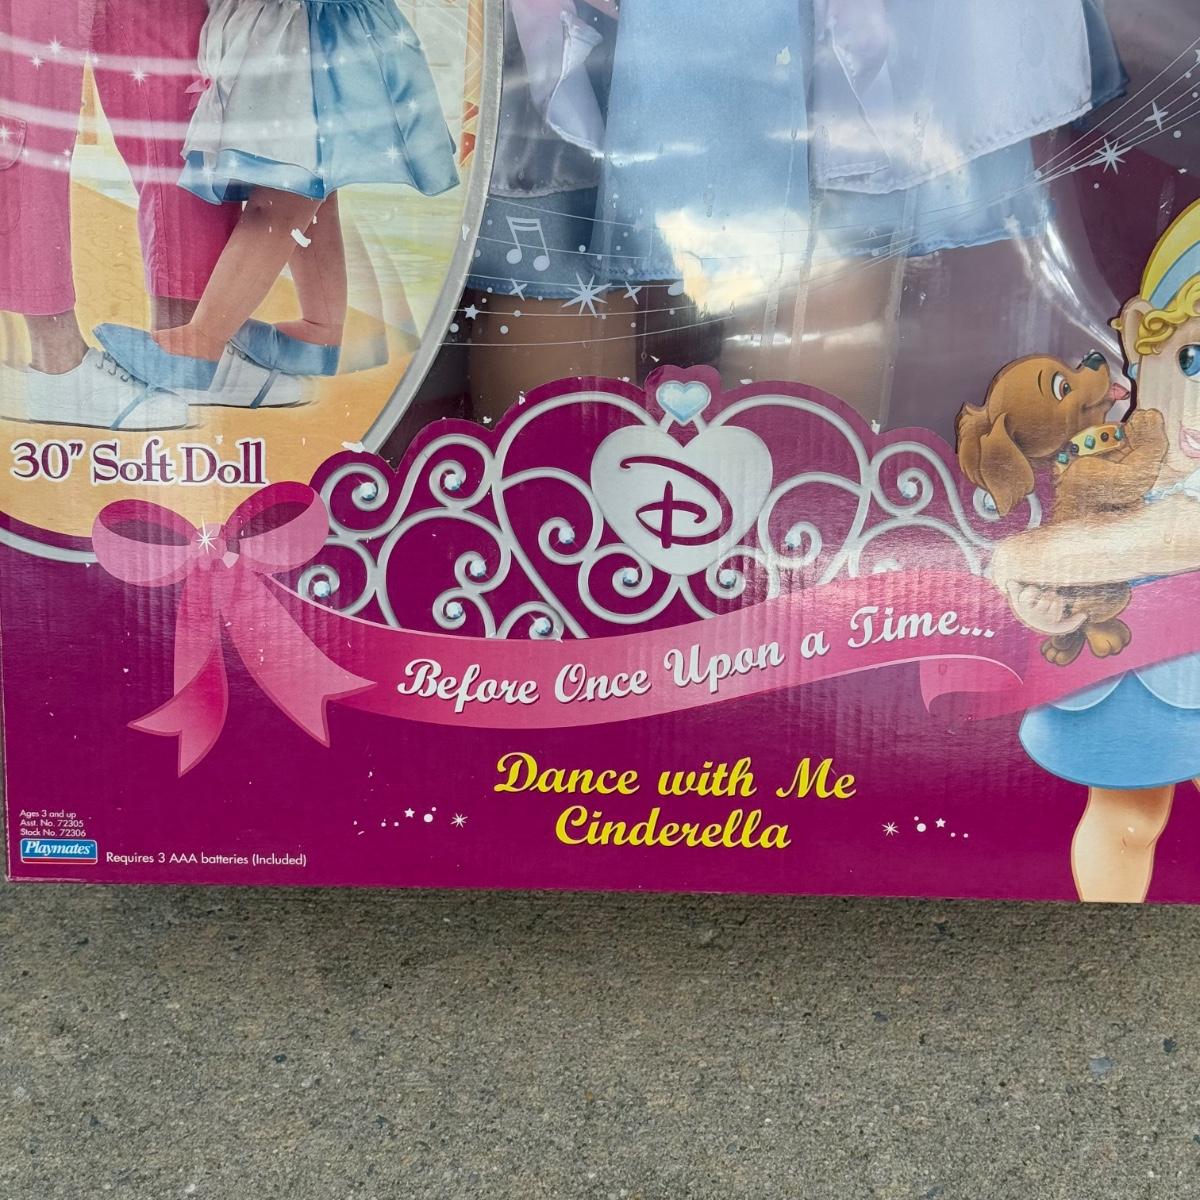 30" Soft Doll
D
Before Once Upon a Time...
Dance with Me
Cinderella
Ages 3 and up
Asst. No. 72305
Stock No. 72306
Playmates
Requires 3 AAA batteries (Included)